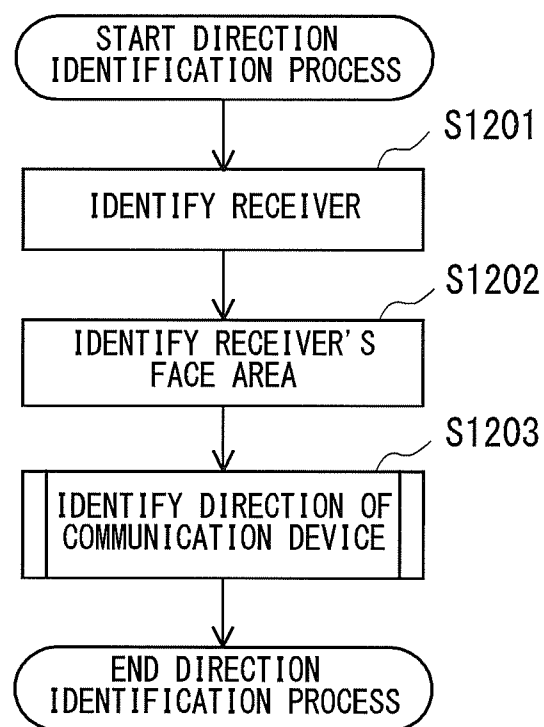 START DIRECTION
IDENTIFICATION PROCESS
S1201
IDENTIFY RECEIVER
S1202
IDENTIFY RECEIVER'S
FACE AREA
S1203
IDENTIFY DIRECTION OF
COMMUNICATION DEVICE
END DIRECTION
IDENTIFICATION PROCESS